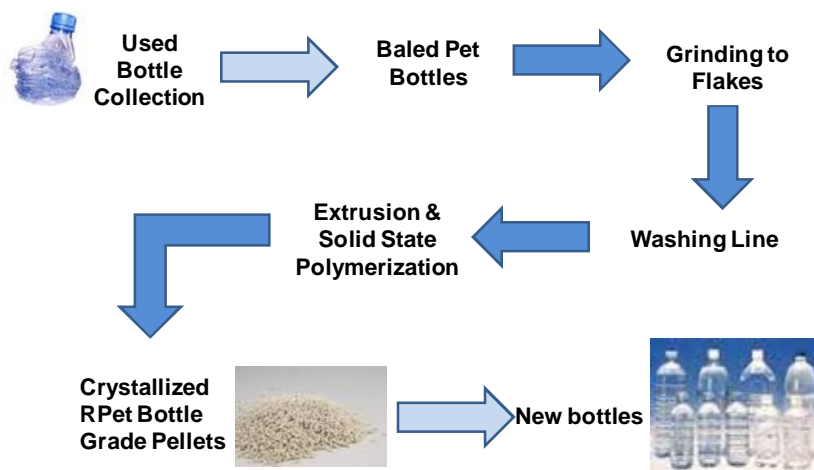 Used
Bottle
Collection
Baled Pet
Bottles
Grinding to
Flakes
Washing Line
Extrusion &
Solid State
Polymerization
Crystallized
RPet Bottle
Grade Pellets
New bottles